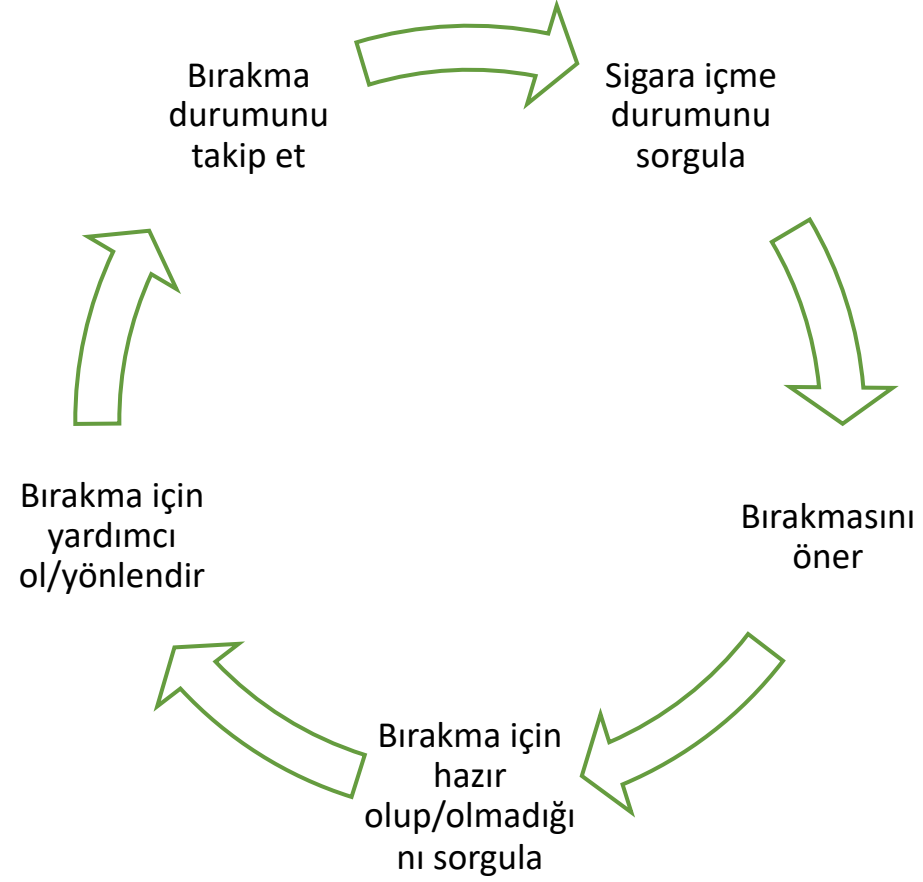 Bırakma
durumunu
takip et
Sigara içme
durumunu
sorgula
Bırakmasını
öner
Bırakma için
hazır
olup/olmadığı
nı sorgula
Bırakma için
yardımcı
ol/yönlendir